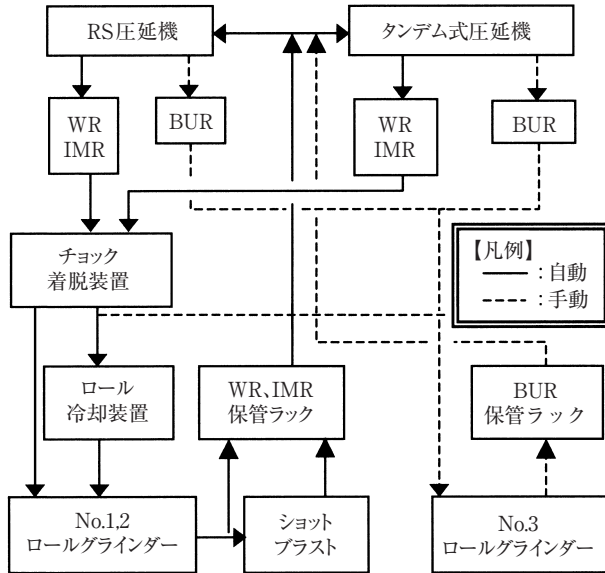 RS圧延機
タンデム式圧延機
WR
IMR
BUR
WR
IMR
BUR
チョック
着脱装置
【凡例】
:自動
:手動
ロール
冷却装置
WR、IMR
保管ラック
BUR
保管ラック
No.1,2
ロールグラインダー
ショット
ブラスト
No.3
ロールグラインダー